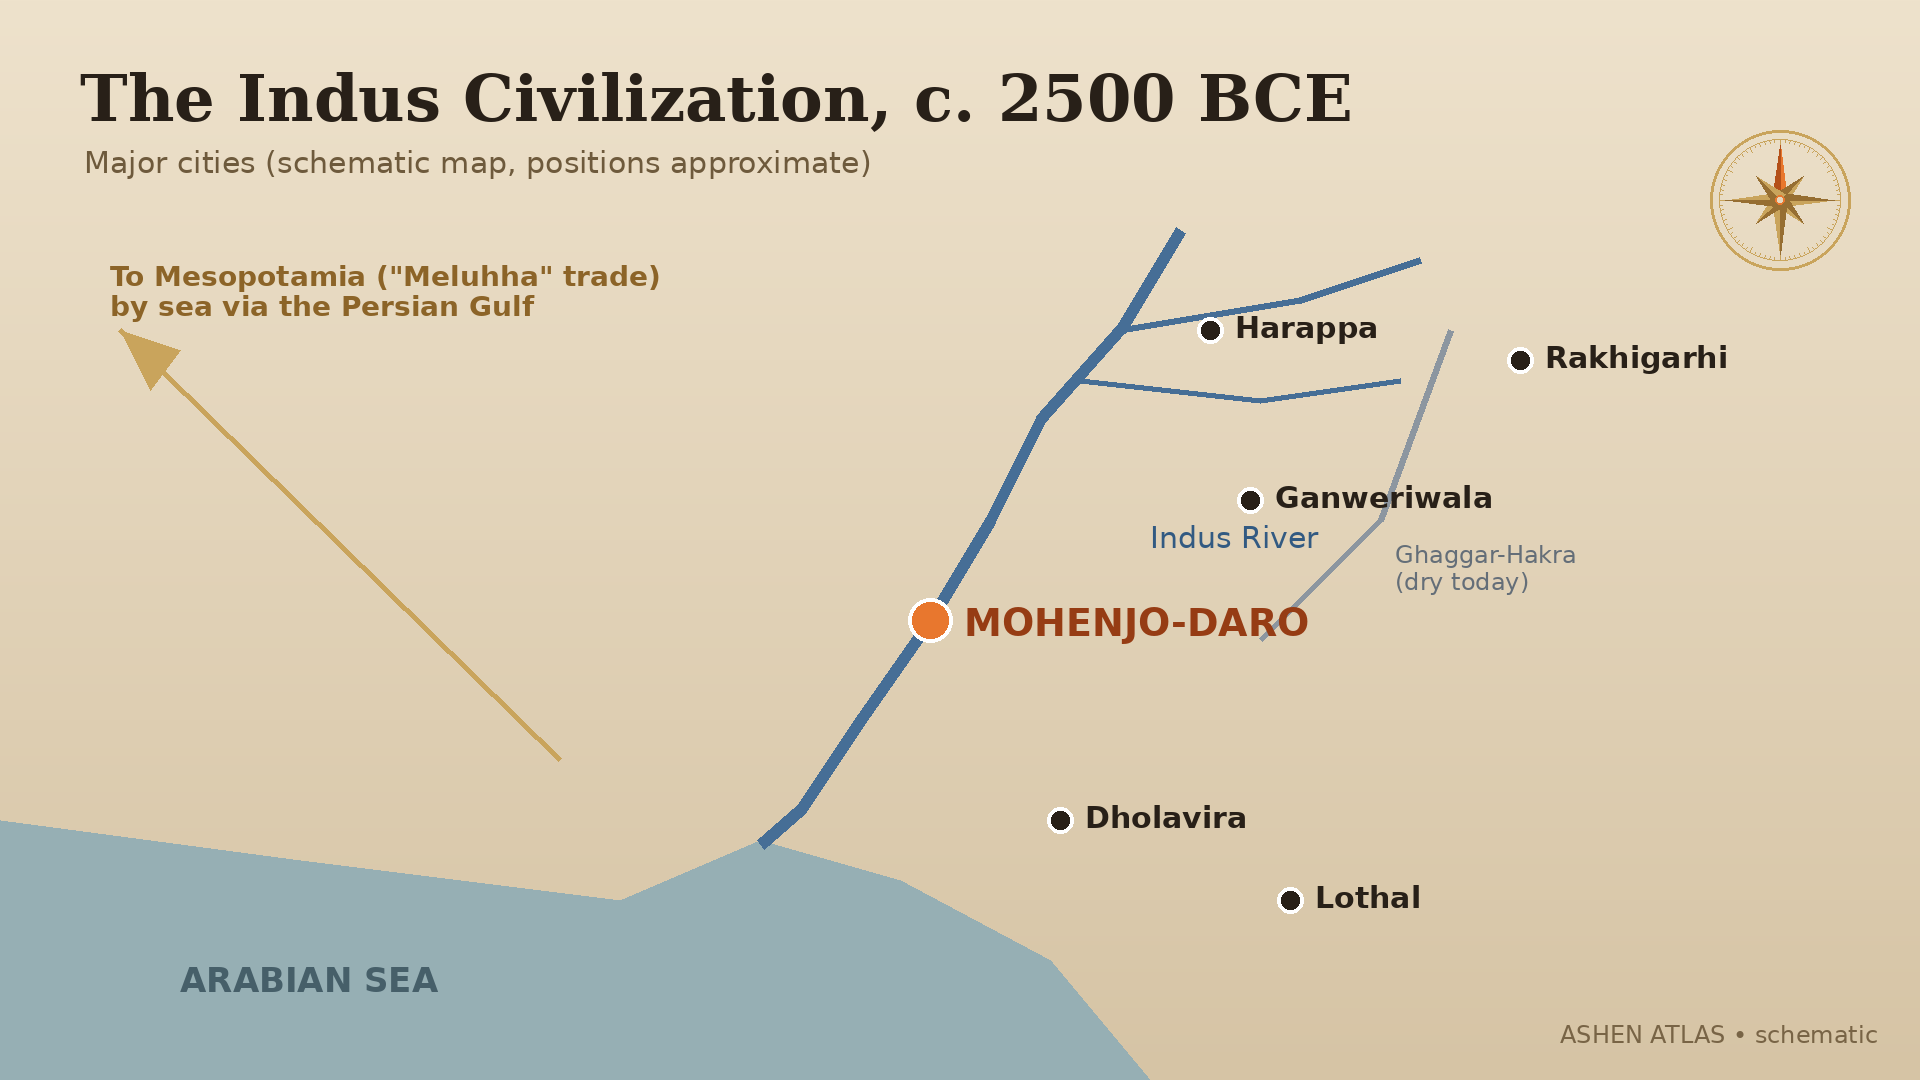 The Indus Civilization, c. 2500 BCE
Major cities (schematic map, positions approximate)
To Mesopotamia ("Meluhha" trade)
by sea via the Persian Gulf
Harappa
Rakhigarhi
Ganweriwala
Indus River
Ghaggar-Hakra
(dry today)
MOHENJO-DARO
Dholavira
Lothal
ARABIAN SEA
ASHEN ATLAS • schematic